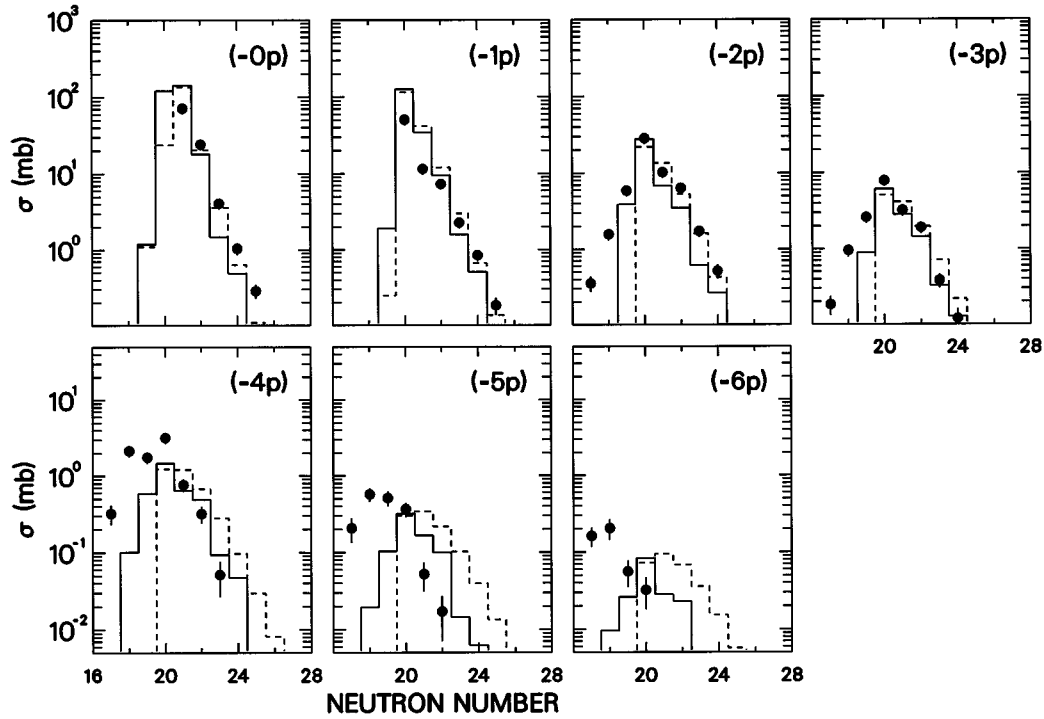 10³
10²
10¹
10⁰
σ (mb)
(-0p)
(-1p)
(-2p)
(-3p)
20 24 28
10¹
10⁰
10⁻¹
10⁻²
σ (mb)
(-4p)
(-5p)
(-6p)
16 20 24 28
20 24 28
20 24 28
NEUTRON NUMBER